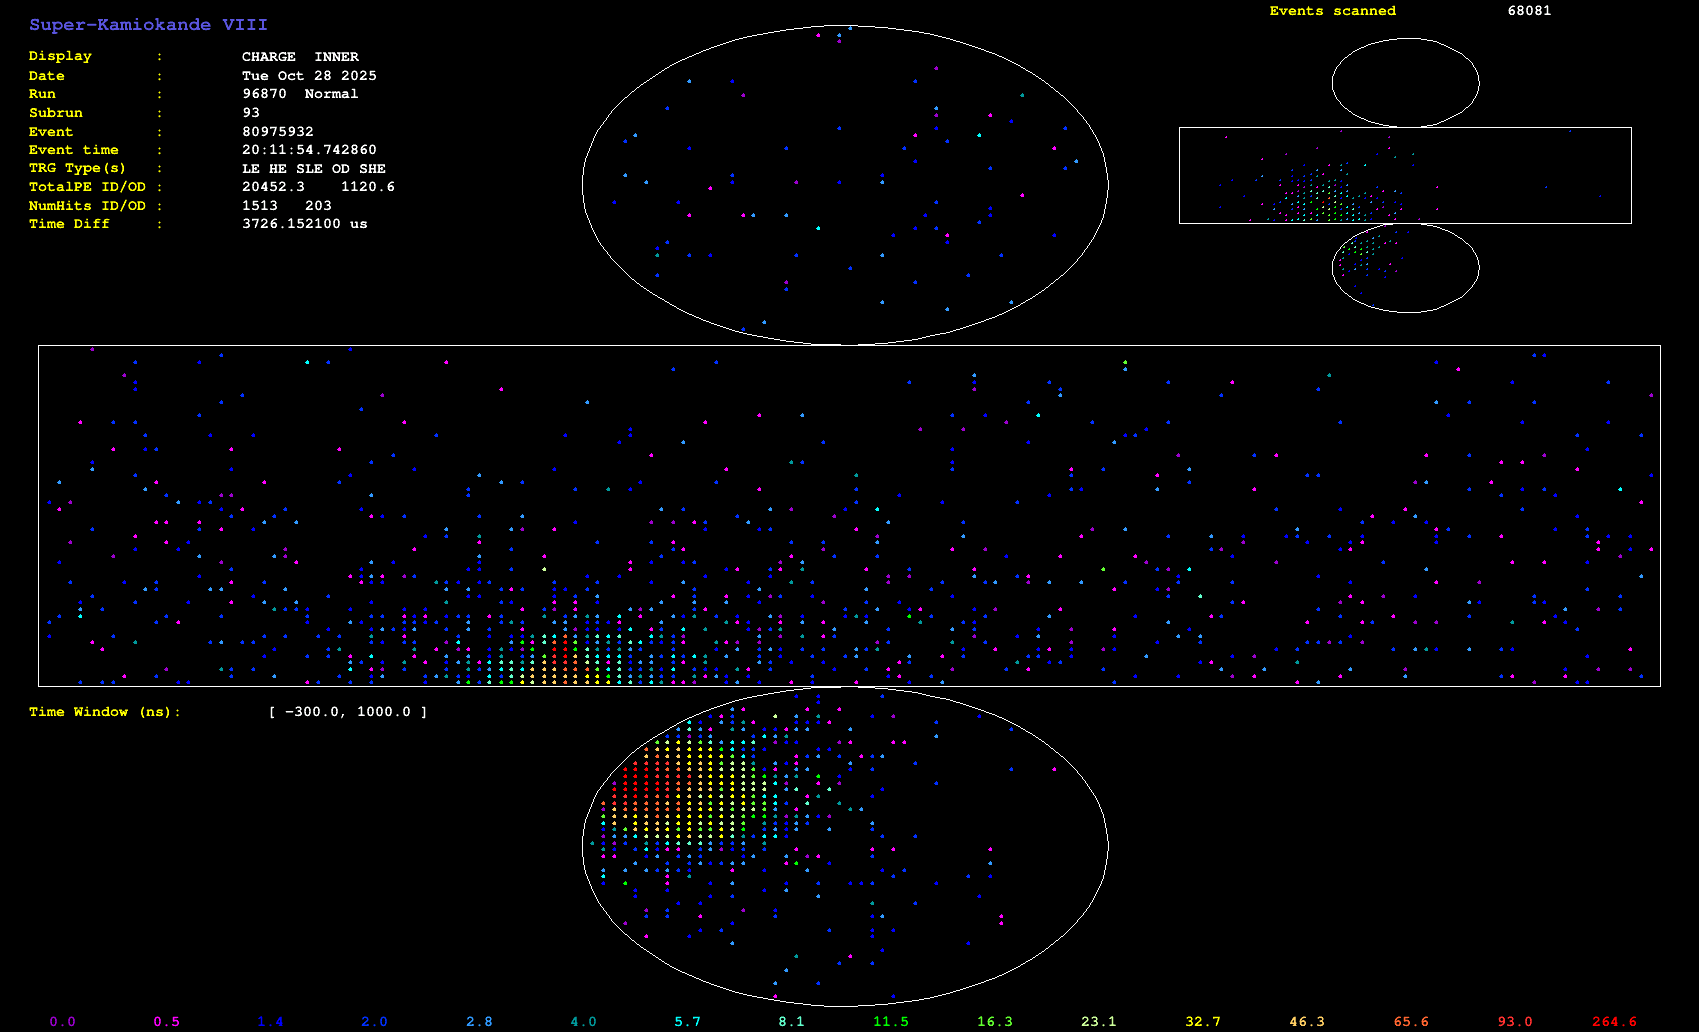 Super-Kamiokande VIII
Events scanned 68081
Display : CHARGE INNER
Date : Tue Oct 28 2025
Run : 96870 Normal
Subrun : 93
Event : 80975932
Event time : 20:11:54.742860
TRG Type(s) : LE HE SLE OD SHE
TotalPE ID/OD : 20452.3 1120.6
NumHits ID/OD : 1513 203
Time Diff : 3726.152100 us
Time Window (ns): [ -300.0, 1000.0 ]
0.0 0.5 1.4 2.0 2.8 4.0 5.7 8.1 11.5 16.3 23.1 32.7 46.3 65.6 93.0 264.6